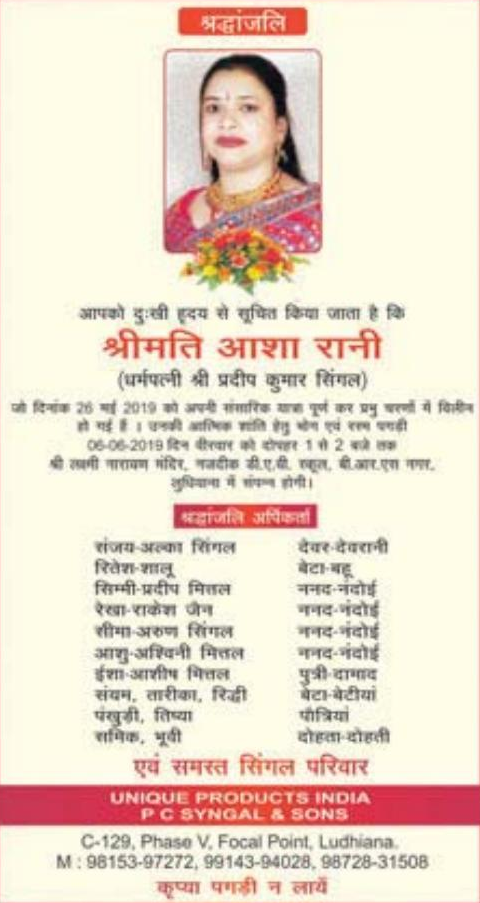 श्रद्धांजलि
आपको दुःखी हृदय से सूचित किया जाता है कि
श्रीमति आशा रानी
(धर्मपत्नी श्री प्रदीप कुमार सिंगल)
जो दिनांक 26 मई 2019 को अपनी संसारिक यात्रा पूर्ण कर प्रभु चरणों में विलीन
हो गई हैं । उनकी आत्मिक शांति हेतु भोग एवं रस्म पगड़ी
06-06-2019 दिन वीरवार को दोपहर 1 से 2 बजे तक
श्री लक्ष्मी नारायण मंदिर, नजदीक डी.ए.वी. स्कूल, बी.आर.एस नगर,
लुधियाना में संपन्न होगी।
श्रद्धांजलि अर्पिकर्ता
संजय-अल्का सिंगल देवर-देवरानी
रितेश-शालू बेटा-बहू
सिम्मी-प्रदीप मित्तल ननद-नंदोई
रेखा-राकेश जैन ननद-नंदोई
सीमा-अरुण सिंगल ननद-नंदोई
आशु-अश्विनी मित्तल ननद-नंदोई
ईशा-आशीष मित्तल पुत्री-दामाद
संयम, तारीका, रिद्धी बेटा-बेटीयां
पंखुड़ी, तिष्या पौत्रियां
समिक, भूवी दोहता-दोहती
एवं समस्त सिंगल परिवार
UNIQUE PRODUCTS INDIA
P C SYNGAL & SONS
C-129, Phase V, Focal Point, Ludhiana.
M : 98153-97272, 99143-94028, 98728-31508
कृप्या पगड़ी न लायें